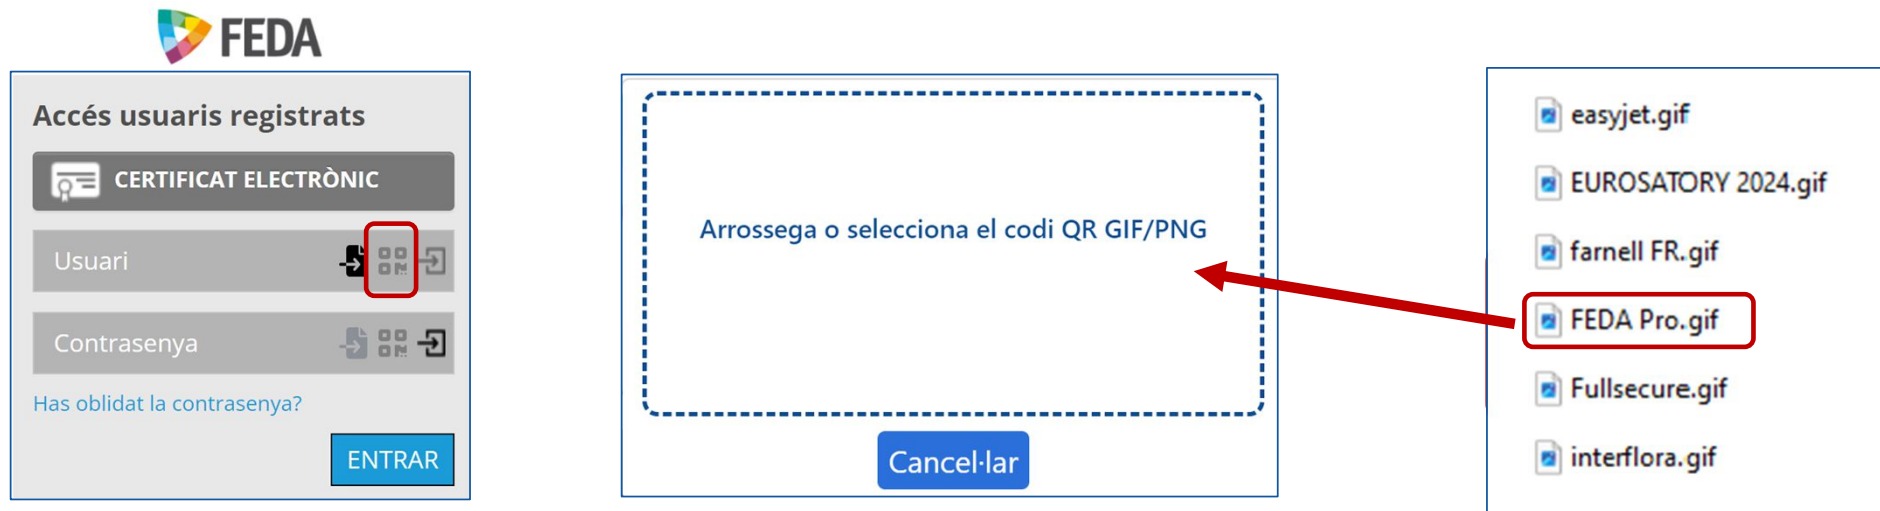 FEDA
Accés usuaris registrats
CERTIFICAT ELECTRÒNIC
Usuari
Contrasenya
Has oblidat la contrasenya?
ENTRAR
Arrossega o selecciona el codi QR GIF/PNG
Cancel·lar
easyjet.gif
EUROSATORY 2024.gif
farnell FR.gif
FEDA Pro.gif
Fullsecure.gif
interflora.gif